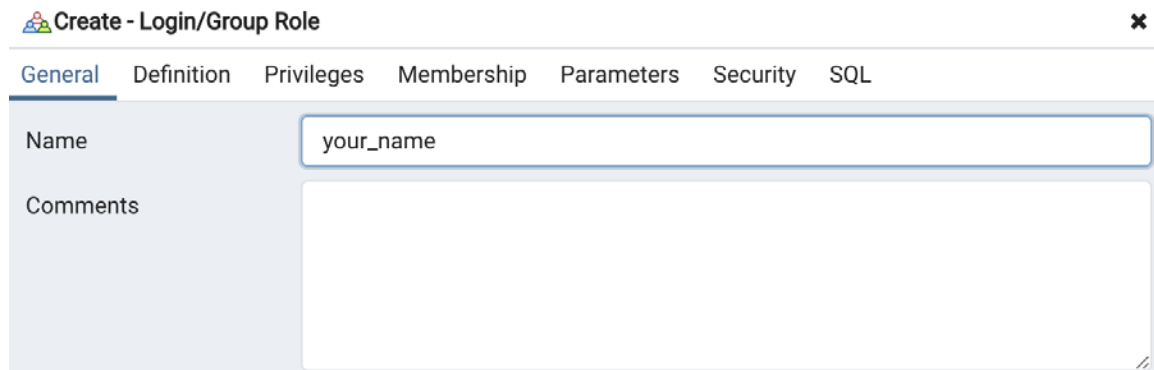 Create - Login/Group Role
General Definition Privileges Membership Parameters Security SQL
Name your_name
Comments